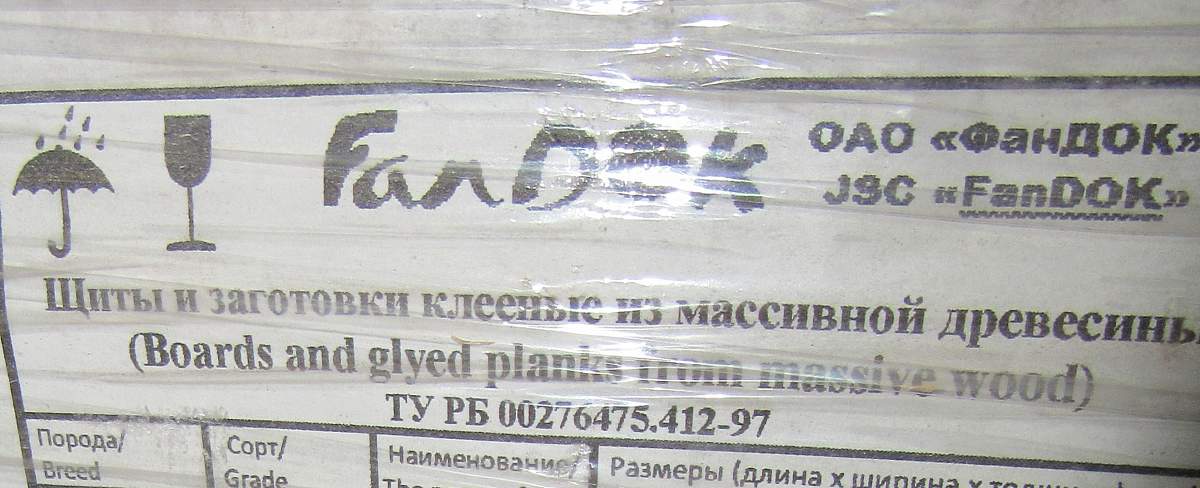 FanDOK
ОАО «ФанДОК»
JSC «FanDOK»
Щиты и заготовки клееные из массивной древесины
(Boards and glyed planks from massive wood)
ТУ РБ 00276475.412-97
Порода/ Сорт/ Наименование/ Размеры (длина х ширина х
Breed Grade